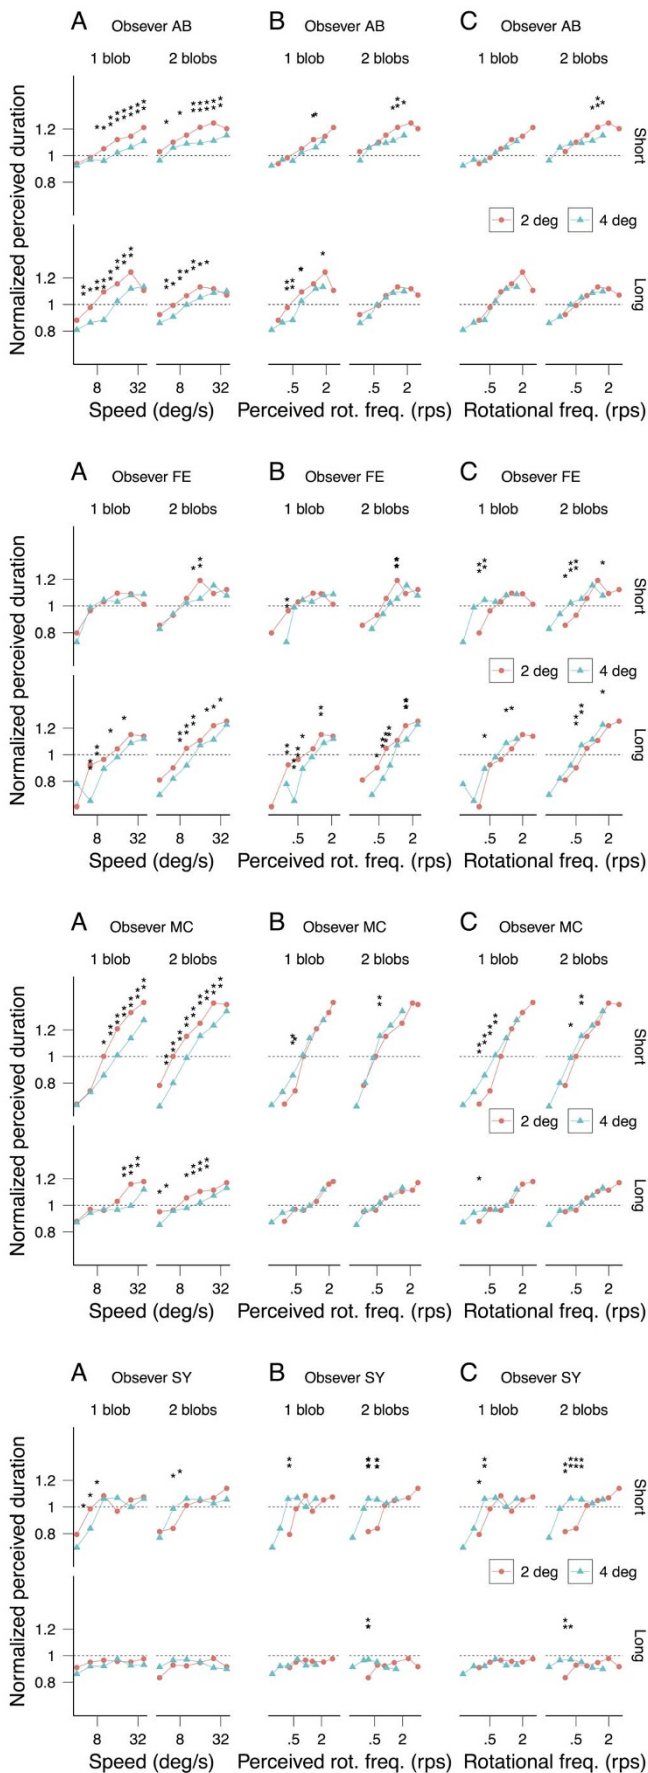 A B C
Obsever AB Obsever AB Obsever AB
1 blob 2 blobs 1 blob 2 blobs 1 blob 2 blobs
Normalized perceived duration
1.2
1
0.8
Short
2 deg 4 deg
1.2
1
0.8
Long
8 32 .5 2 .5 2 .5 2 .5 2
Speed (deg/s) Perceived rot. freq. (rps) Rotational freq. (rps)
A B C
Obsever FE Obsever FE Obsever FE
1 blob 2 blobs 1 blob 2 blobs 1 blob 2 blobs
Normalized perceived duration
1.2
1
0.8
Short
2 deg 4 deg
1.2
1
0.8
Long
8 32 8 32 .5 2 .5 2 .5 2 .5 2
Speed (deg/s) Perceived rot. freq. (rps) Rotational freq. (rps)
A B C
Obsever MC Obsever MC Obsever MC
1 blob 2 blobs 1 blob 2 blobs 1 blob 2 blobs
Normalized perceived duration
1.2
1
0.8
Short
2 deg 4 deg
1.2
1
0.8
Long
8 32 8 32 .5 2 .5 2 .5 2 .5 2
Speed (deg/s) Perceived rot. freq. (rps) Rotational freq. (rps)
A B C
Obsever SY Obsever SY Obsever SY
1 blob 2 blobs 1 blob 2 blobs 1 blob 2 blobs
Normalized perceived duration
1.2
1
0.8
Short
2 deg 4 deg
1.2
1
0.8
Long
8 32 8 32 .5 2 .5 2 .5 2 .5 2
Speed (deg/s) Perceived rot. freq. (rps) Rotational freq. (rps)